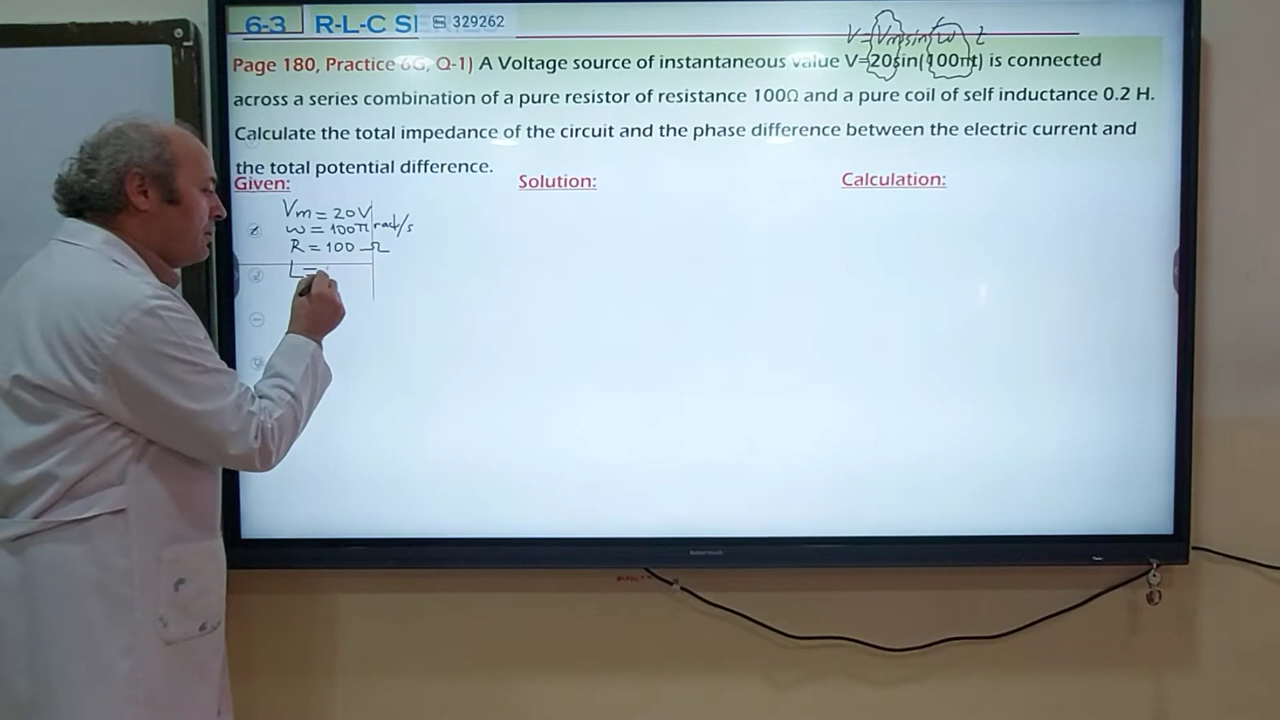 6-3 R-L-C S 329262
V=Vm sin(ω
Page 180, Practice 6G, Q-1) A Voltage source of instantaneous value V=20sin(100πt) is connected
across a series combination of a pure resistor of resistance 100Ω and a pure coil of self inductance 0.2 H.
Calculate the total impedance of the circuit and the phase difference between the electric current and
the total potential difference.
Given: Solution: Calculation:
Vm = 20V
ω = 100π rad/s
R = 100 Ω
L =